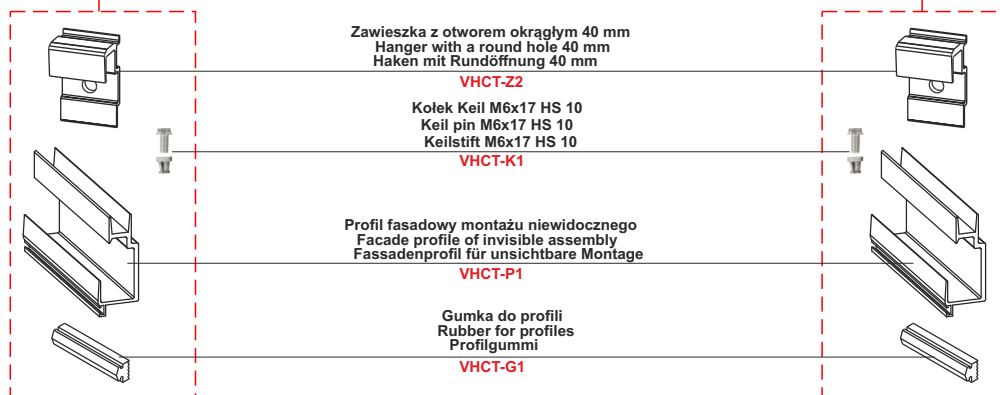 Zawieszka z otworem okrągłym 40 mm
Hanger with a round hole 40 mm
Haken mit Rundöffnung 40 mm
VHCT-Z2
Kołek Keil M6x17 HS 10
Keil pin M6x17 HS 10
Keilstift M6x17 HS 10
VHCT-K1
Profil fasadowy montażu niewidocznego
Facade profile of invisible assembly
Fassadenprofil für unsichtbare Montage
VHCT-P1
Gumka do profili
Rubber for profiles
Profilgummi
VHCT-G1